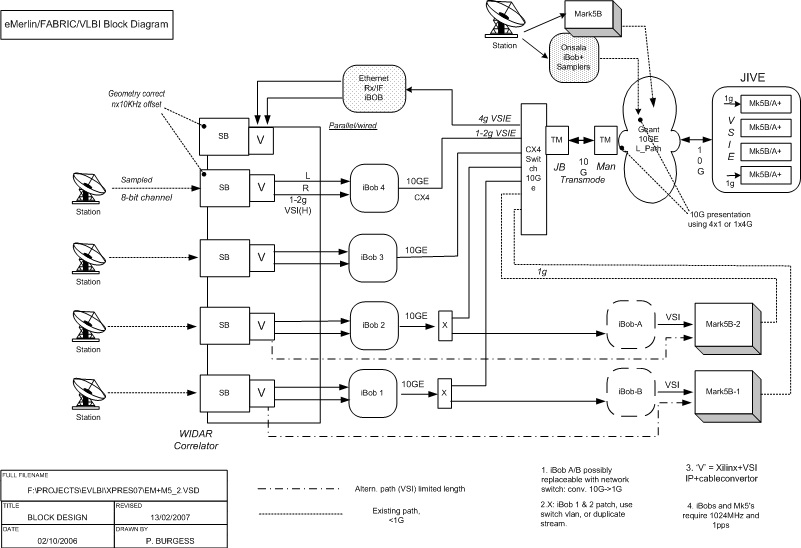 eMerlin/FABRIC/VLBI Block Diagram
Station
Mark5B
Onsala
iBob+
Samplers
Geometry correct
nx10KHz offset
Ethernet
Rx/IF
iBOB
Parallel/wired
SB
V
4g VSIE
1-2g VSIE
CX4
Swit
ch
10G
e
TM
JB
10
G
Transmode
TM
Man
Geant
10GE
L_Path
1
0
G
JIVE
1g
Mk5B/A+
V
S
I
E
Mk5B/A+
Mk5B/A+
Mk5B/A+
1g
10G presentation
using 4x1 or 1x4G
Station
Sampled
8-bit channel
SB
V
L
R
1-2g
VSI(H)
iBob 4
10GE
CX4
Station
SB
V
iBob 3
10GE
1g
Station
SB
V
iBob 2
10GE
X
iBob-A
VSI
Mark5B-2
Station
SB
V
iBob 1
10GE
X
iBob-B
VSI
Mark5B-1
WIDAR
Correlator
FULL FILENAME
F:\PROJECTS\EVLBI\XPRES07\EM+M5_2.VSD
TITLE
BLOCK DESIGN
REVISED
13/02/2007
DATE
02/10/2006
DRAWN BY
P. BURGESS
Altern. path (VSI) limited length
Existing path,
<1G
1. iBob A/B possibly
replaceable with network
switch: conv. 10G->1G
2.X: iBob 1 & 2 patch, use
switch vlan, or duplicate
stream.
3. 'V' = Xilinx+VSI
IP+cableconvertor
4. iBobs and Mk5's
require 1024MHz and
1pps